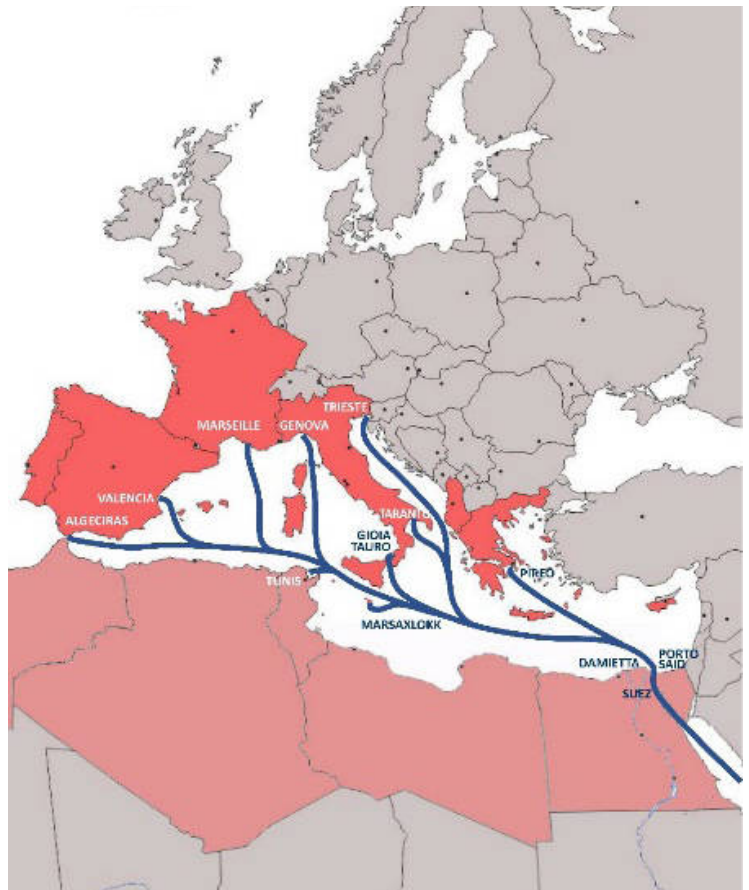 TRIESTE
MARSEILLE
GENOVA
VALENCIA
TARANTO
ALGECIRAS
GIOIA
TAURO
TUNIS
PIREO
MARSAXLOKK
DAMIETTA
PORTO
SAID
SUEZ